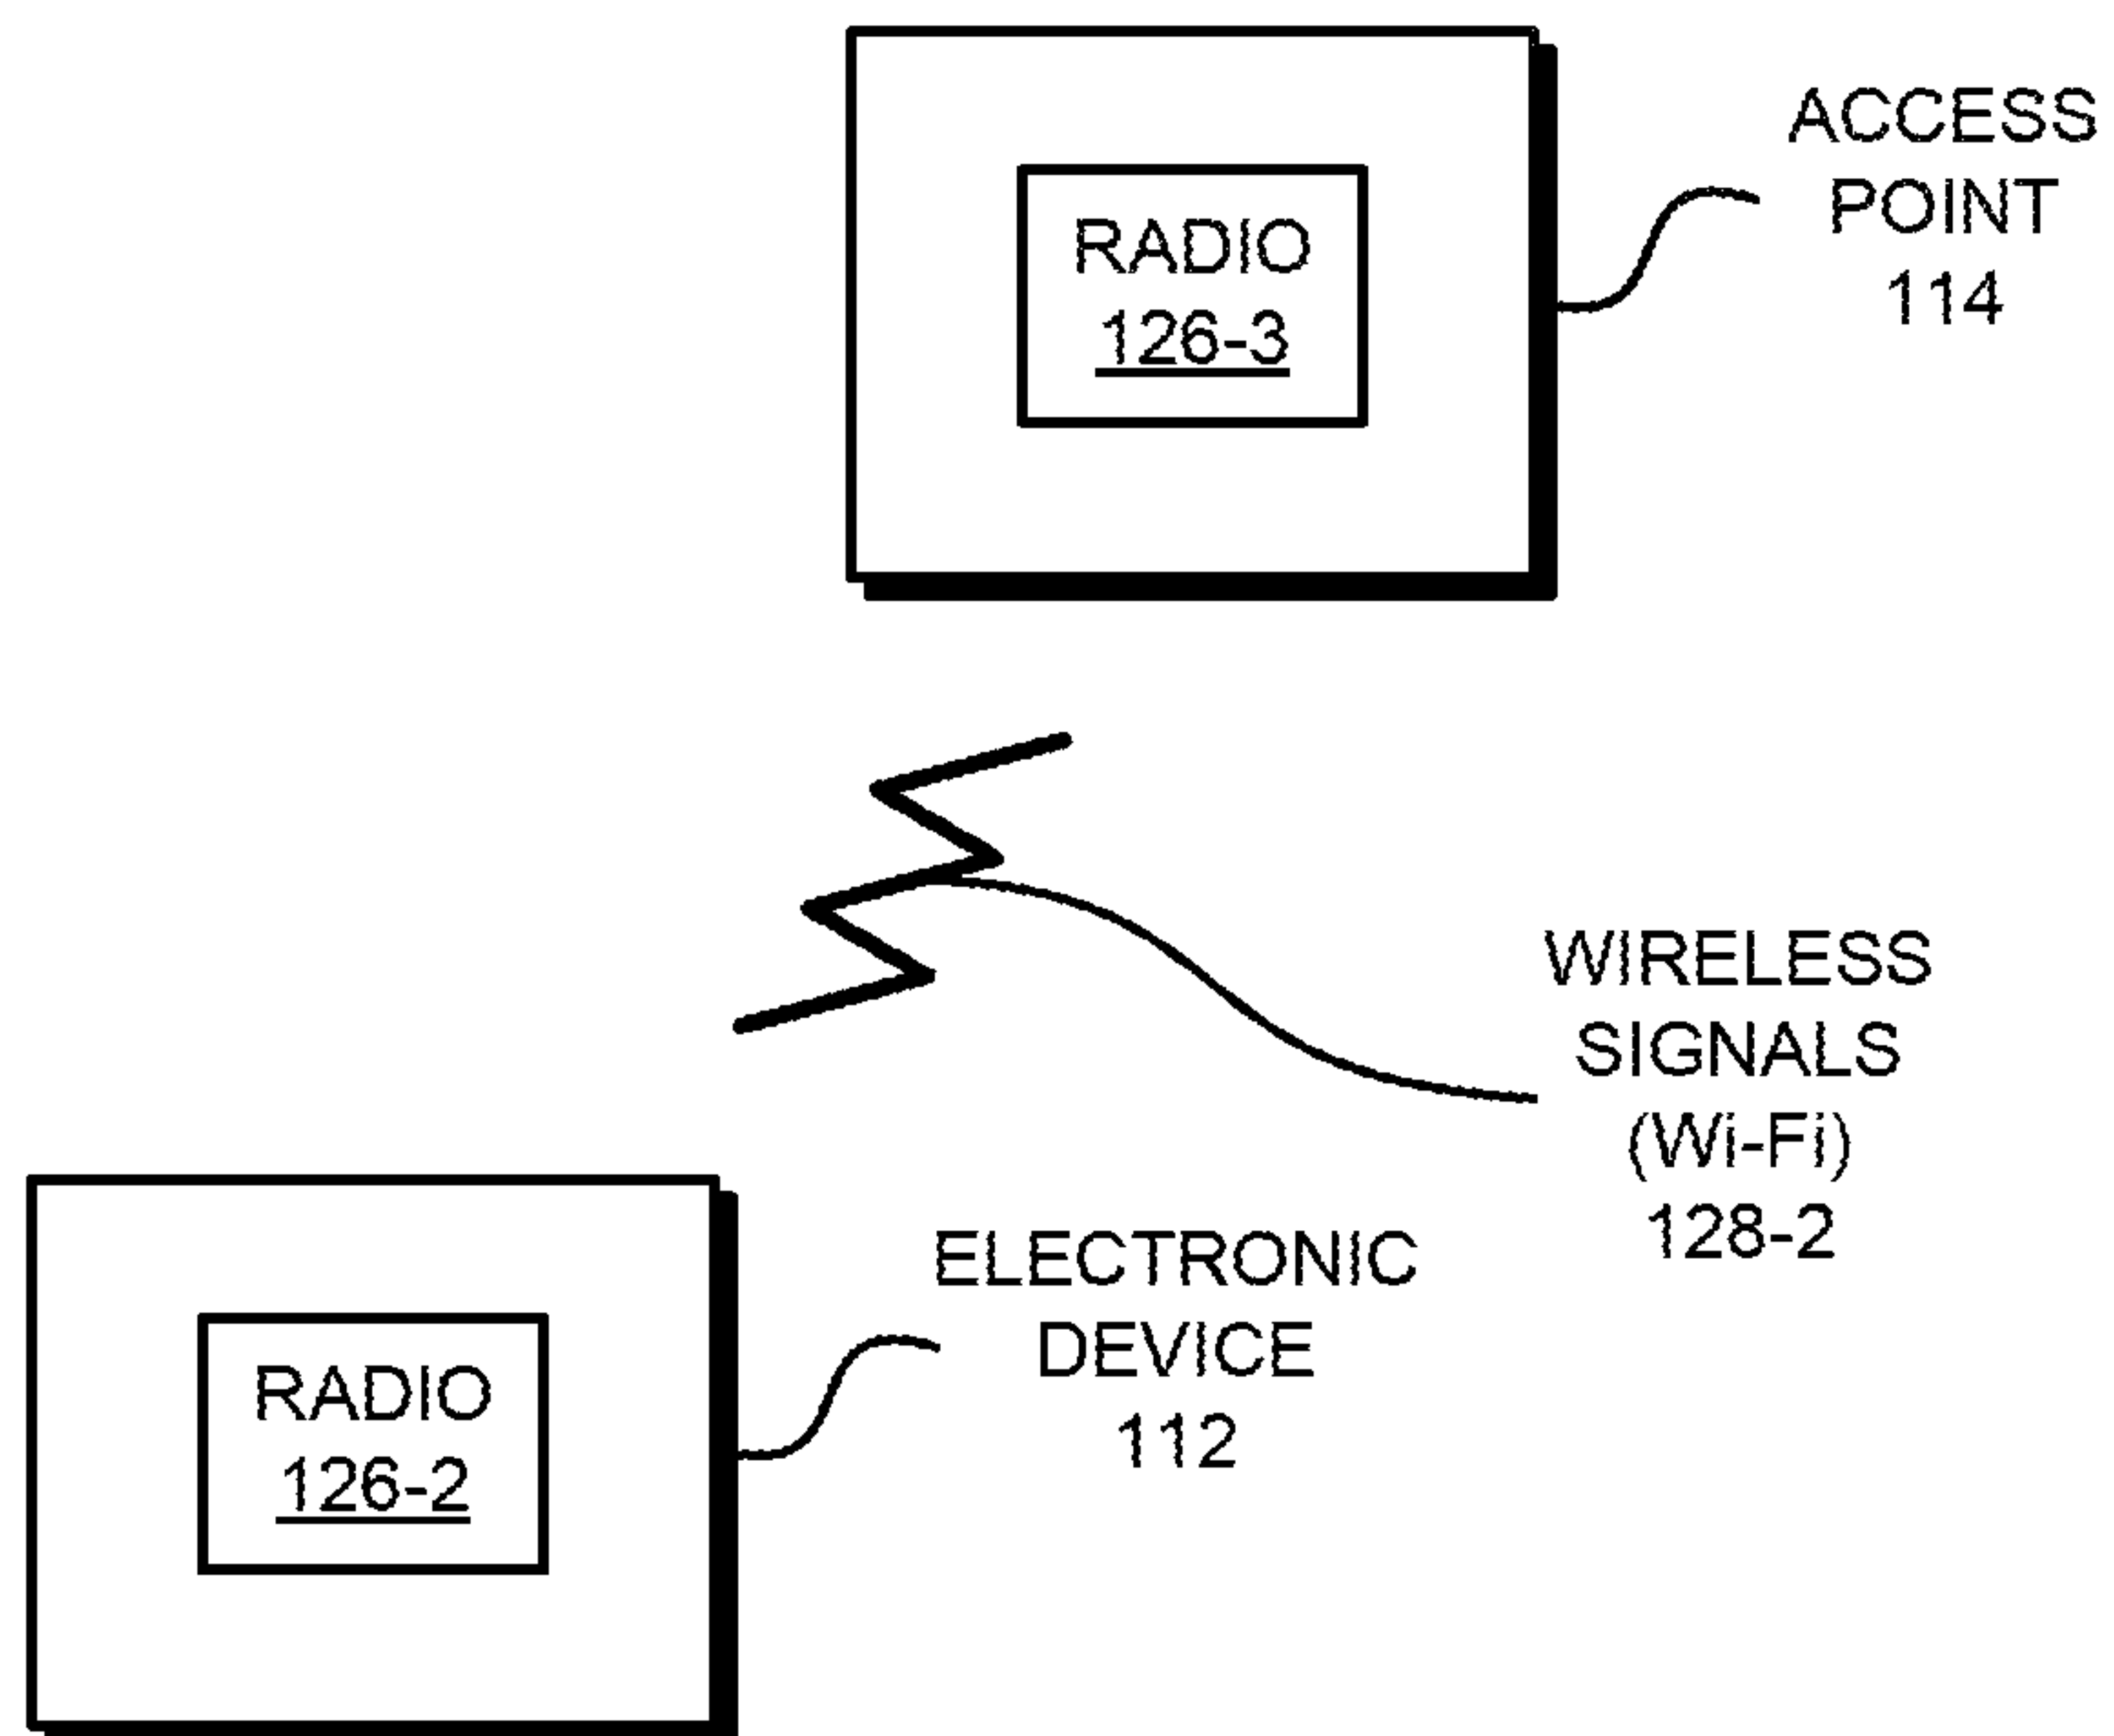 RADIO
126-3
ACCESS
POINT
114
WIRELESS
SIGNALS
(Wi-Fi)
128-2
ELECTRONIC
DEVICE
112
RADIO
126-2